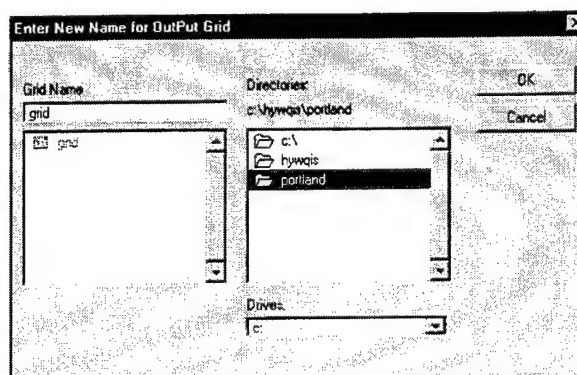 Enter New Name for OutPut Grid
Grid Name
grid
grid
Directories:
c:\hywqis\portland
c:\
hywqis
portland
Drives:
c:
OK
Cancel